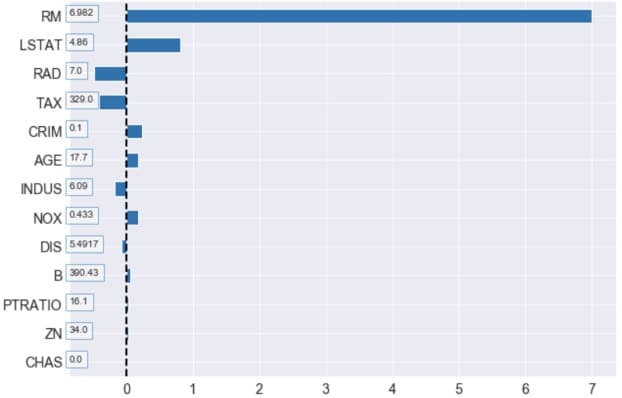 RM 6.982
LSTAT 4.86
RAD 7.0
TAX 329.0
CRIM 0.1
AGE 17.7
INDUS 6.09
NOX 0.433
DIS 5.4917
B 390.43
PTRATIO 16.1
ZN 34.0
CHAS 0.0
0 1 2 3 4 5 6 7